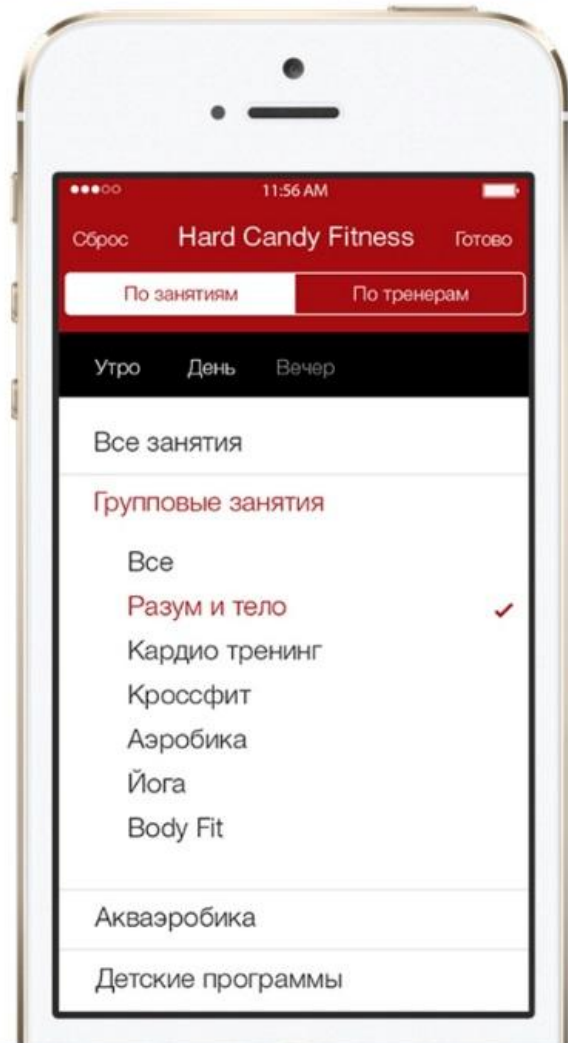 11:56 AM
Сброс Hard Candy Fitness Готово
По занятиям По тренерам
Утро День Вечер
Все занятия
Групповые занятия
Все
Разум и тело
Кардио тренинг
Кроссфит
Аэробика
Йога
Body Fit
Аквазробика
Детские программы